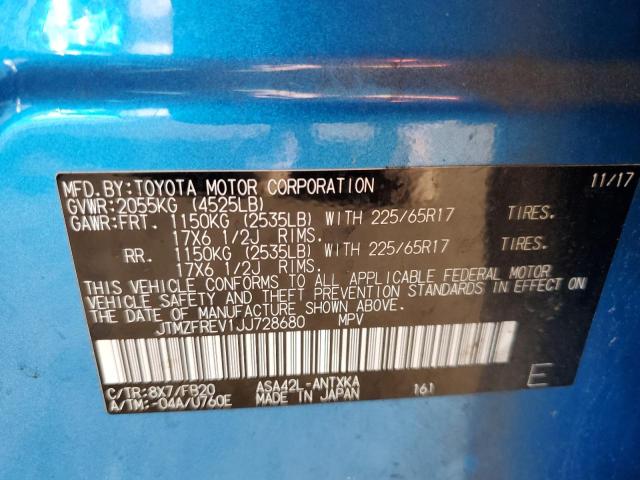 MFD.BY:TOYOTA MOTOR CORPORATION 11/17
GVWR:2055KG (4525LB)
GAWR:FRT. 1150KG (2535LB) WITH 225/65R17 TIRES.
17X6 1/2J RIMS.
RR. 1150KG (2535LB) WITH 225/65R17 TIRES.
17X6 1/2J RIMS.
THIS VEHICLE CONFORMS TO ALL APPLICABLE FEDERAL MOTOR
VEHICLE SAFETY AND THEFT PREVENTION STANDARDS IN EFFECT ON
THE DATE OF MANUFACTURE SHOWN ABOVE.
JTMZFREV1JJ728680 MPV
C/TR:8X7/FB20 ASA42L-ANTXKA 161 E
A/TM:-04A/U760E MADE IN JAPAN